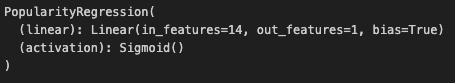 PopularityRegression(
  (linear): Linear(in_features=14, out_features=1, bias=True)
  (activation): Sigmoid()
)